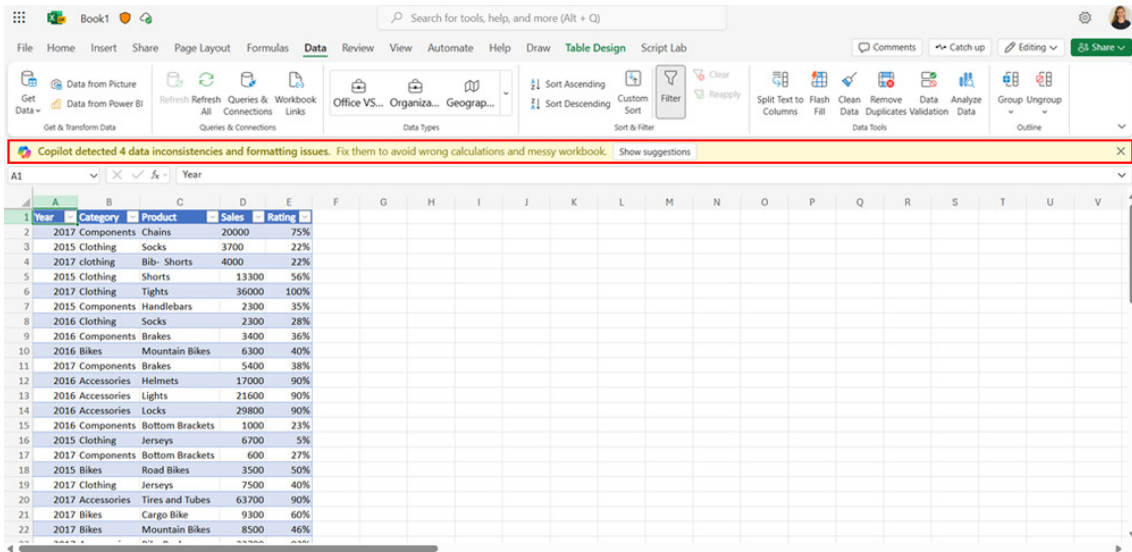 Book1 Search for tools, help, and more (Alt + Q)
File Home Insert Share Page Layout Formulas Data Review View Automate Help Draw Table Design Script Lab Comments Catch up Editing Share
Get Data Data from Picture Data from Power BI Refresh Refresh All Queries & Connections Workbook Links Office VS... Organiza... Geograp... Sort Ascending Sort Descending Custom Sort Filter Clear Reapply Split Text to Columns Flash Fill Clean Data Remove Duplicates Data Validation Analyze Data Group Ungroup
Get & Transform Data Queries & Connections Data Types Sort & Filter Data Tools Outline
Copilot detected 4 data inconsistencies and formatting issues. Fix them to avoid wrong calculations and messy workbook. Show suggestions
A1 fx Year
A B C D E F G H I J K L M N O P Q R S T U V
1 Year Category Product Sales Rating
2 2017 Components Chains 20000 75%
3 2015 Clothing Socks 3700 22%
4 2017 clothing Bib- Shorts 4000 22%
5 2015 Clothing Shorts 13300 56%
6 2017 Clothing Tights 36000 100%
7 2015 Components Handlebars 2300 35%
8 2016 Clothing Socks 2300 28%
9 2016 Components Brakes 3400 36%
10 2016 Bikes Mountain Bikes 6300 40%
11 2017 Components Brakes 5400 38%
12 2016 Accessories Helmets 17000 90%
13 2016 Accessories Lights 21600 90%
14 2016 Accessories Locks 29800 90%
15 2016 Components Bottom Brackets 1000 23%
16 2015 Clothing Jerseys 6700 5%
17 2017 Components Bottom Brackets 600 27%
18 2015 Bikes Road Bikes 3500 50%
19 2017 Clothing Jerseys 7500 40%
20 2017 Accessories Tires and Tubes 63700 90%
21 2017 Bikes Cargo Bike 9300 60%
22 2017 Bikes Mountain Bikes 8500 46%